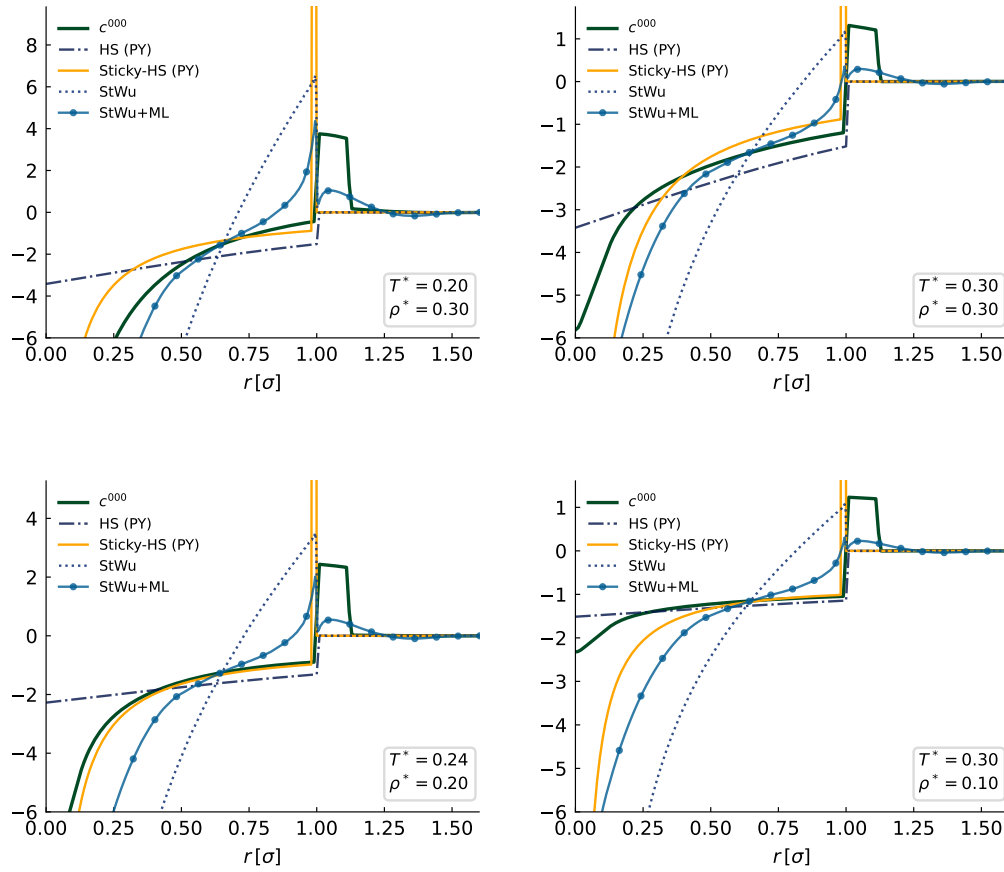 8
6
4
2
0
−2
−4
−6
0.00 0.25 0.50 0.75 1.00 1.25 1.50
r [σ]
c⁰⁰⁰
HS (PY)
Sticky-HS (PY)
StWu
StWu+ML
T* = 0.20
ρ* = 0.30
1
0
−1
−2
−3
−4
−5
−6
0.00 0.25 0.50 0.75 1.00 1.25 1.50
r [σ]
c⁰⁰⁰
HS (PY)
Sticky-HS (PY)
StWu
StWu+ML
T* = 0.30
ρ* = 0.30
4
2
0
−2
−4
−6
0.00 0.25 0.50 0.75 1.00 1.25 1.50
r [σ]
c⁰⁰⁰
HS (PY)
Sticky-HS (PY)
StWu
StWu+ML
T* = 0.24
ρ* = 0.20
1
0
−1
−2
−3
−4
−5
−6
0.00 0.25 0.50 0.75 1.00 1.25 1.50
r [σ]
c⁰⁰⁰
HS (PY)
Sticky-HS (PY)
StWu
StWu+ML
T* = 0.30
ρ* = 0.10